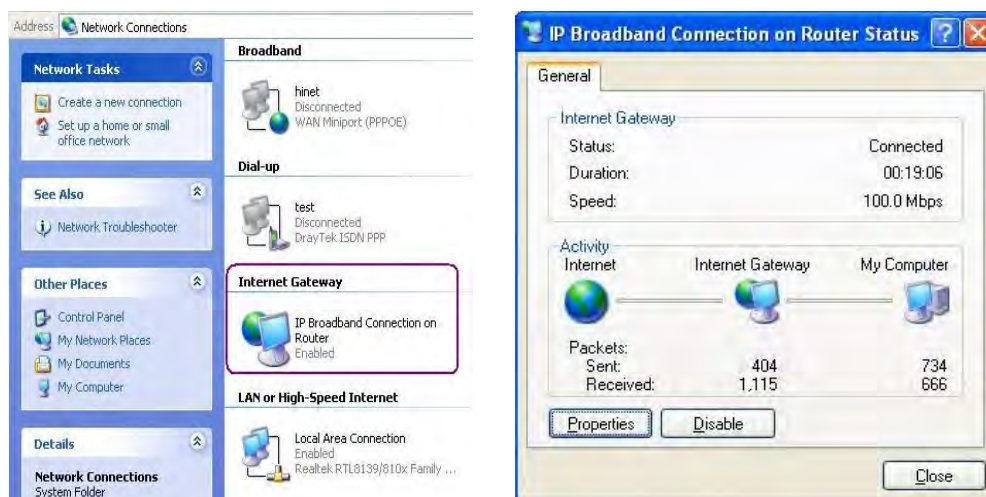 Address Network Connections
Network Tasks
Create a new connection
Set up a home or small
office network
See Also
Network Troubleshooter
Other Places
Control Panel
My Network Places
My Documents
My Computer
Details
Network Connections
System Folder
Broadband
hinet
Disconnected
WAN Miniport (PPPOE)
Dial-up
test
Disconnected
DrayTek ISDN PPP
Internet Gateway
IP Broadband Connection on
Router
Enabled
LAN or High-Speed Internet
Local Area Connection
Enabled
Realtek RTL8139/810x Family ...
IP Broadband Connection on Router Status
General
Internet Gateway
Status: Connected
Duration: 00:19:06
Speed: 100.0 Mbps
Activity
Internet Internet Gateway My Computer
Packets:
Sent: 404 734
Received: 1,115 666
Properties Disable
Close